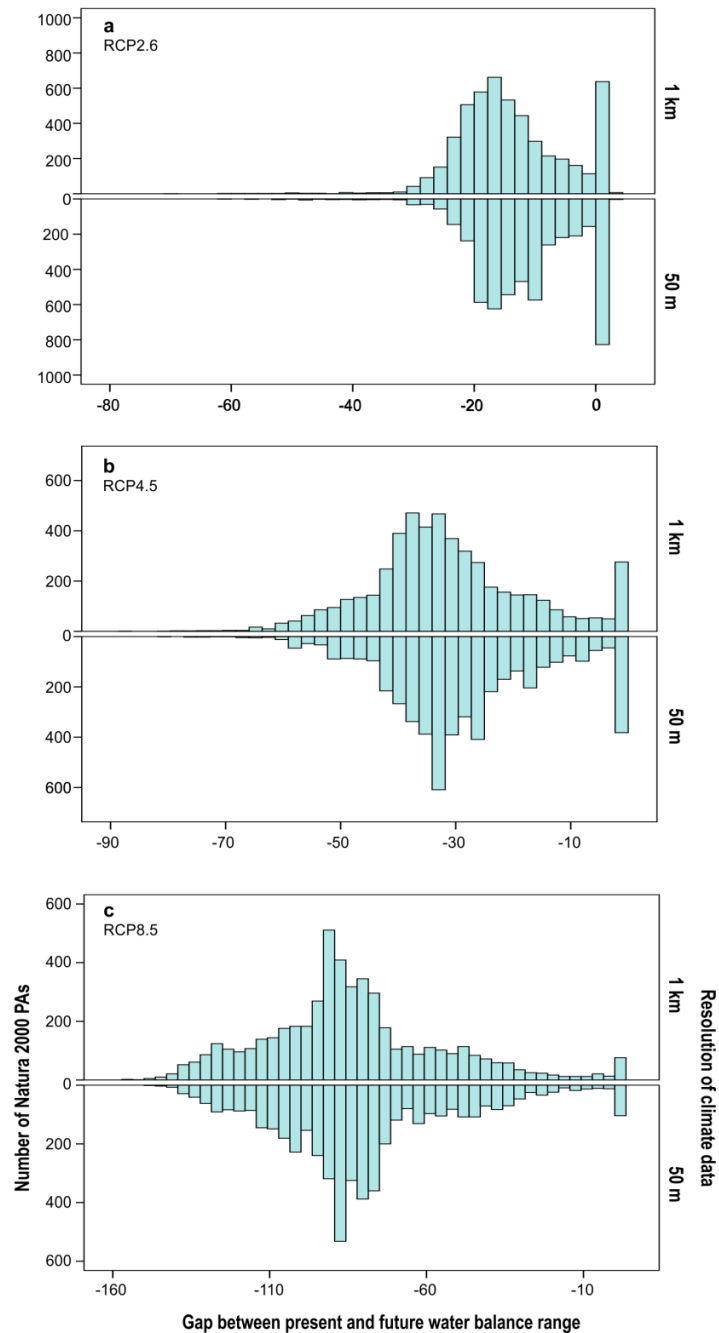 a
RCP2.6
1000
800
600
400
200
0
0
200
400
600
800
1000
1 km
50 m
-80 -60 -40 -20 0
b
RCP4.5
600
400
200
0
200
400
600
1 km
50 m
-90 -70 -50 -30 -10
c
RCP8.5
600
400
200
0
200
400
600
1 km
50 m
Number of Natura 2000 PAs
Resolution of climate data
-160 -110 -60 -10
Gap between present and future water balance range